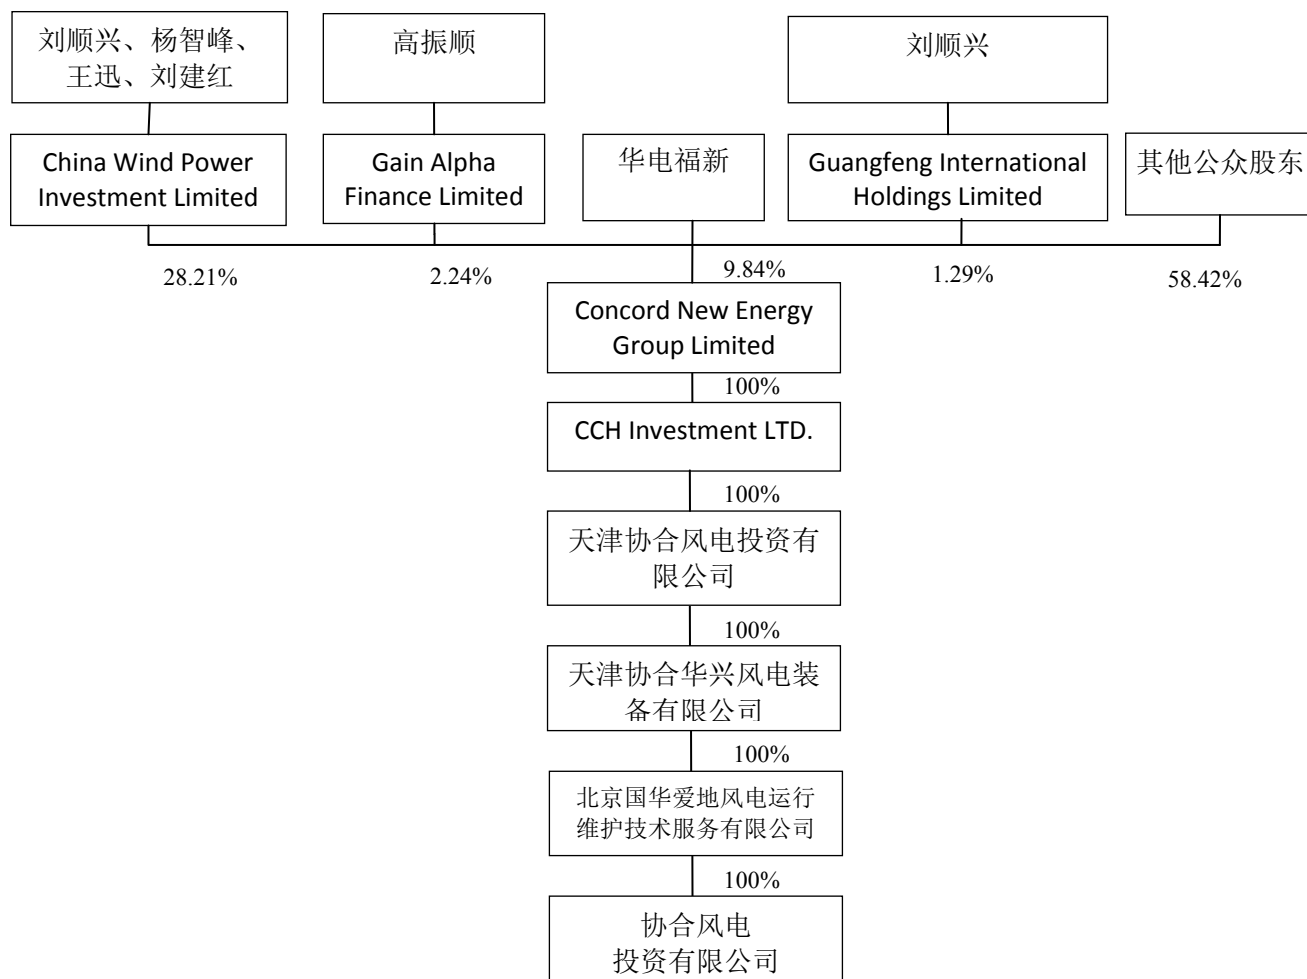 刘顺兴、杨智峰、
王迅、刘建红
高振顺
刘顺兴
China Wind Power
Investment Limited
Gain Alpha
Finance Limited
华电福新
Guangfeng International
Holdings Limited
其他公众股东
28.21%
2.24%
9.84%
1.29%
58.42%
Concord New Energy
Group Limited
100%
CCH Investment LTD.
100%
天津协合风电投资有
限公司
100%
天津协合华兴风电装
备有限公司
100%
北京国华爱地风电运行
维护技术服务有限公司
100%
协合风电
投资有限公司